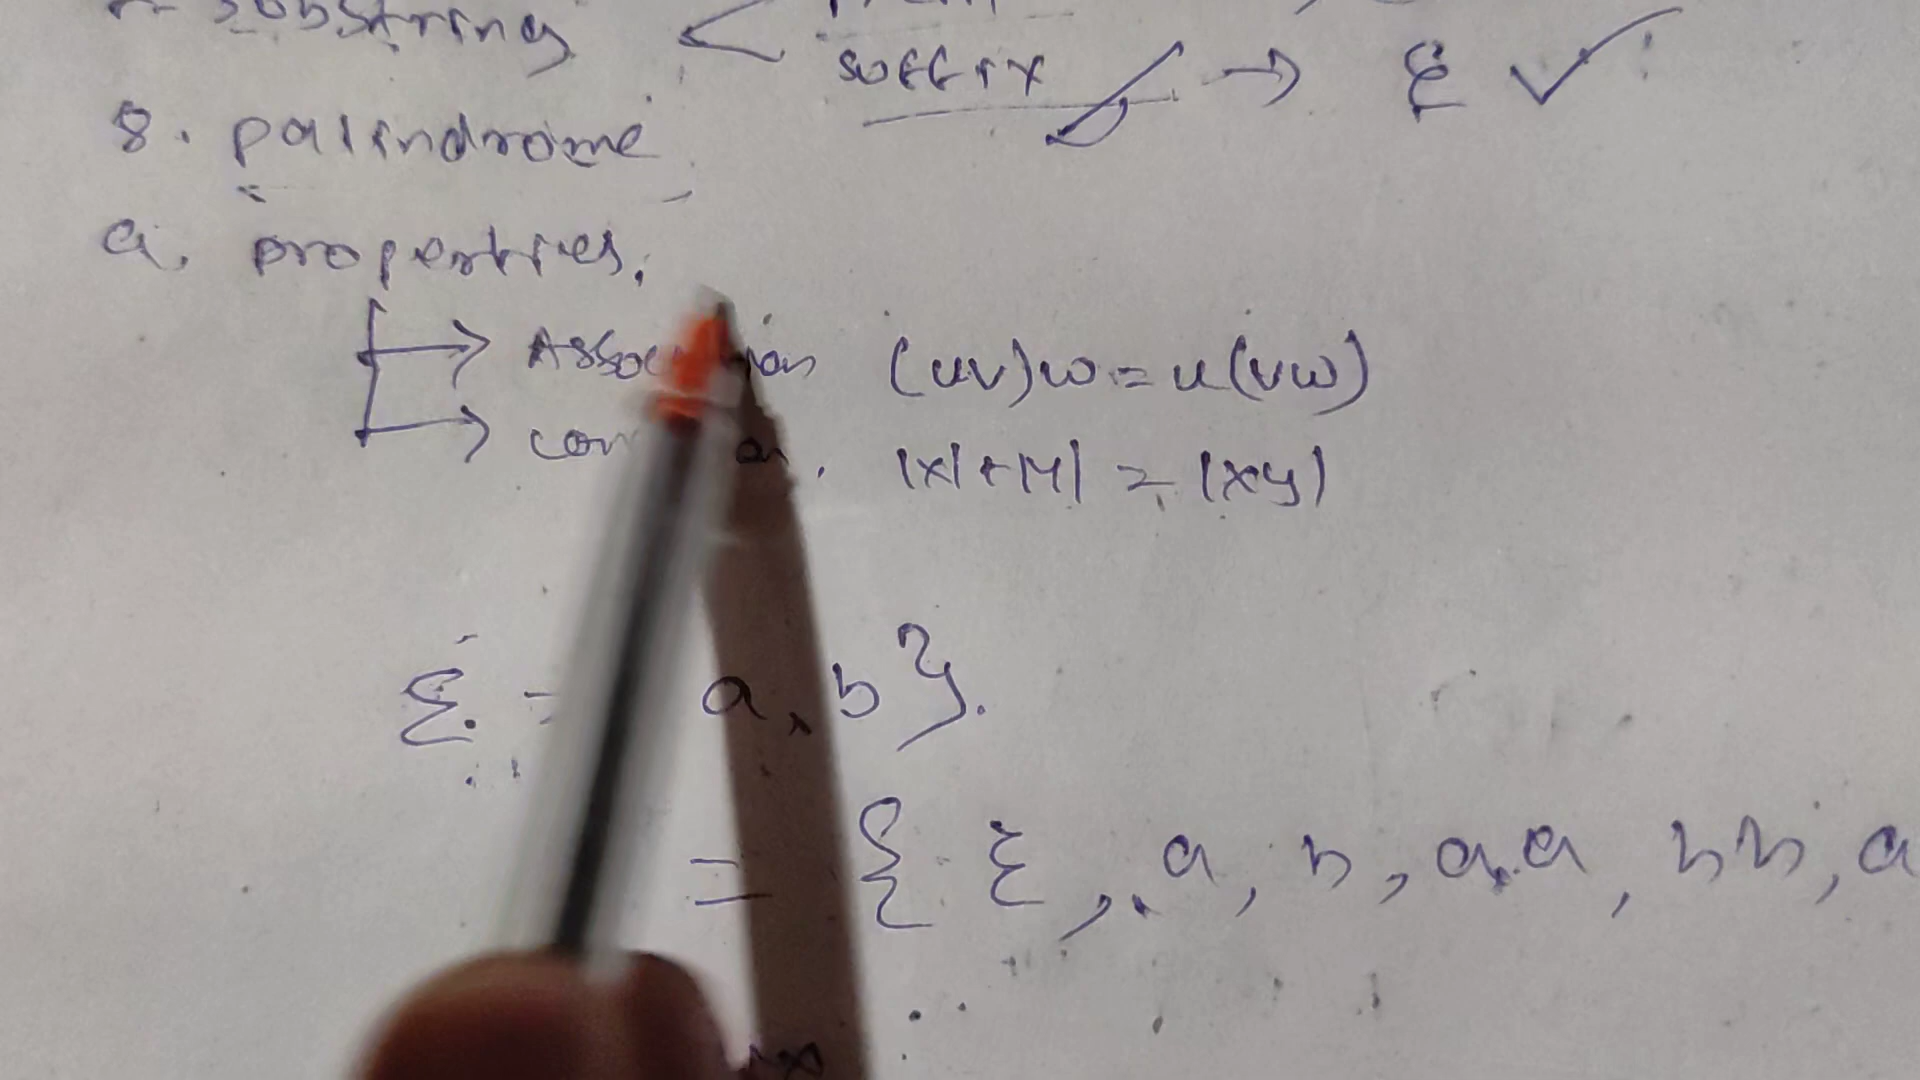 substring <
suffix → ε ✓
8. palindrome
9. properties.
→ (uv)w = u(vw)
→ |x| + |y| = |xy|
Σ = a, b}.
= { ε, a, b, aa, bb, a